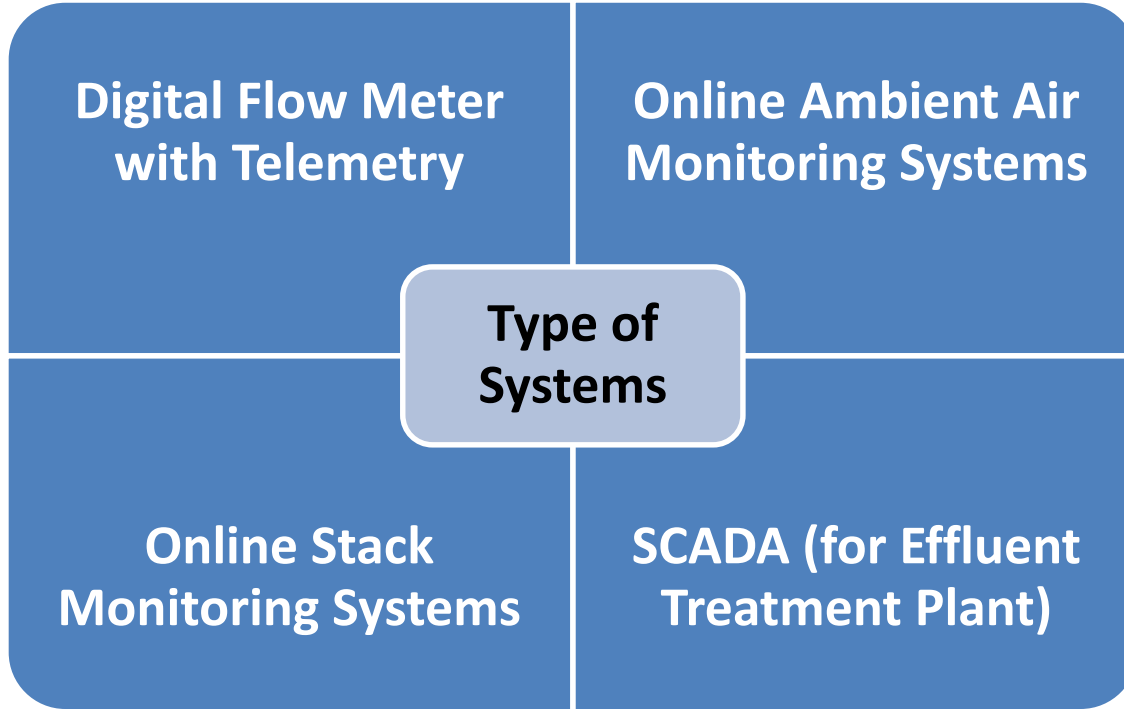 Digital Flow Meter
with Telemetry
Online Ambient Air
Monitoring Systems
Type of
Systems
Online Stack
Monitoring Systems
SCADA (for Effluent
Treatment Plant)